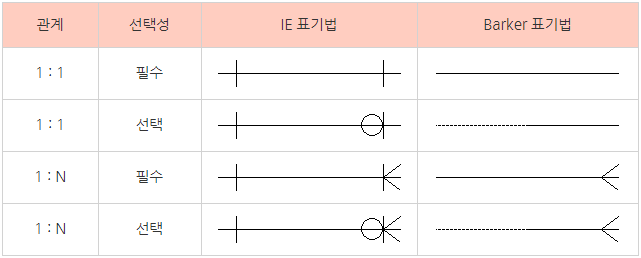 관계 선택성 IE 표기법 Barker 표기법
1 : 1 필수
1 : 1 선택
1 : N 필수
1 : N 선택